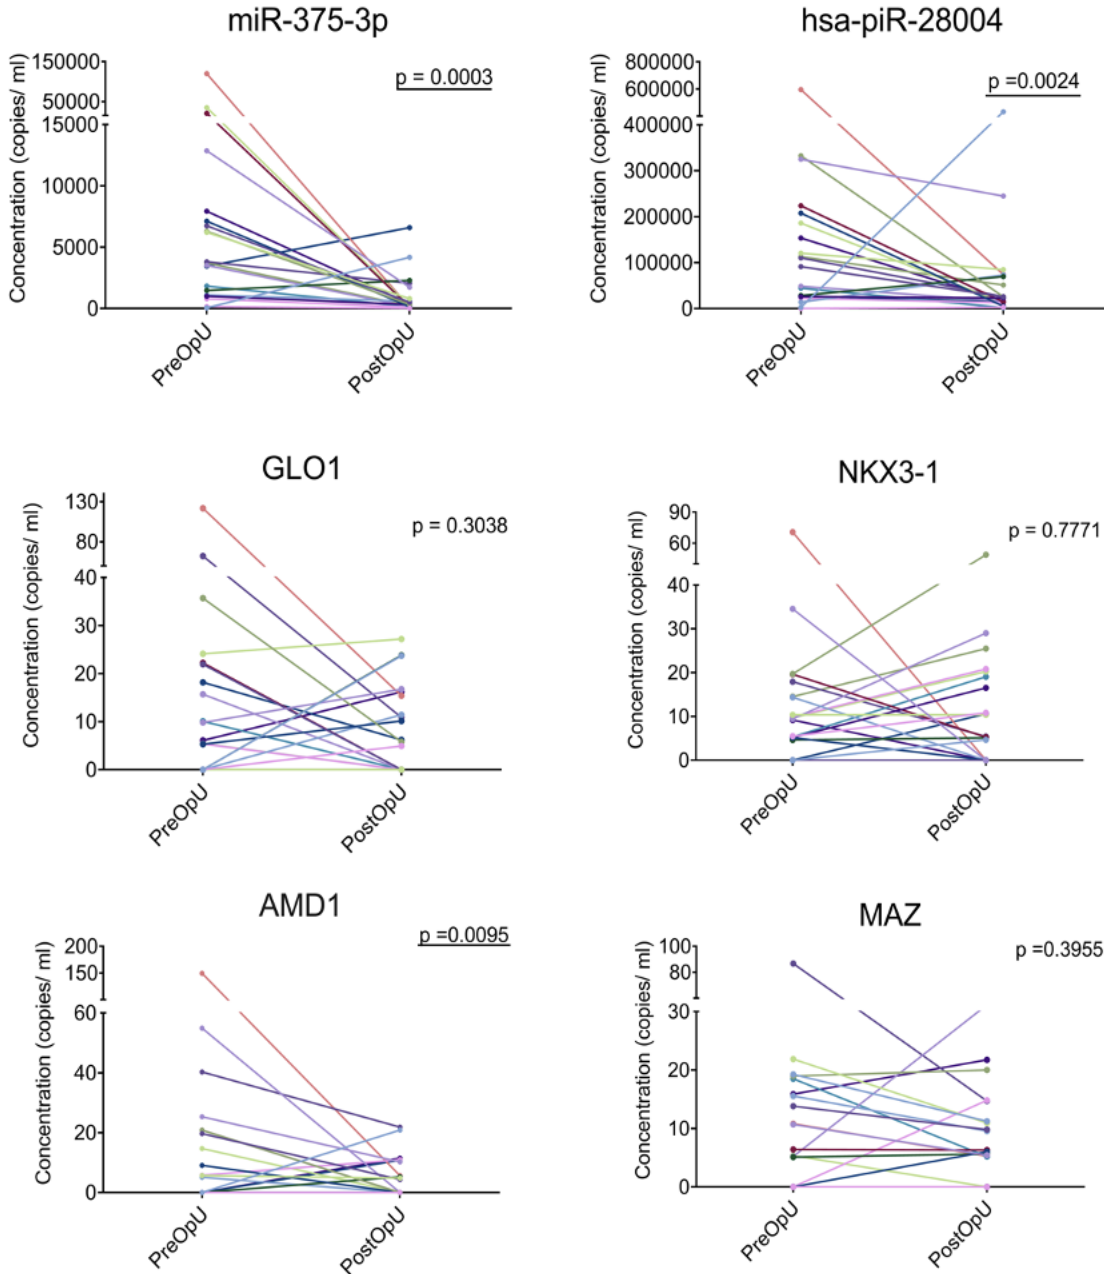 miR-375-3p
Concentration (copies/ ml)
150000
50000
15000
10000
5000
0
p = 0.0003
PreOpU
PostOpU
hsa-piR-28004
Concentration (copies/ ml)
800000
600000
400000
300000
200000
100000
0
p =0.0024
PreOpU
PostOpU
GLO1
Concentration (copies/ ml)
130
80
40
30
20
10
0
p = 0.3038
PreOpU
PostOpU
NKX3-1
Concentration (copies/ ml)
90
60
40
30
20
10
0
p = 0.7771
PreOpU
PostOpU
AMD1
Concentration (copies/ ml)
200
150
60
40
20
0
p =0.0095
PreOpU
PostOpU
MAZ
Concentration (copies/ ml)
100
80
30
20
10
0
p =0.3955
PreOpU
PostOpU